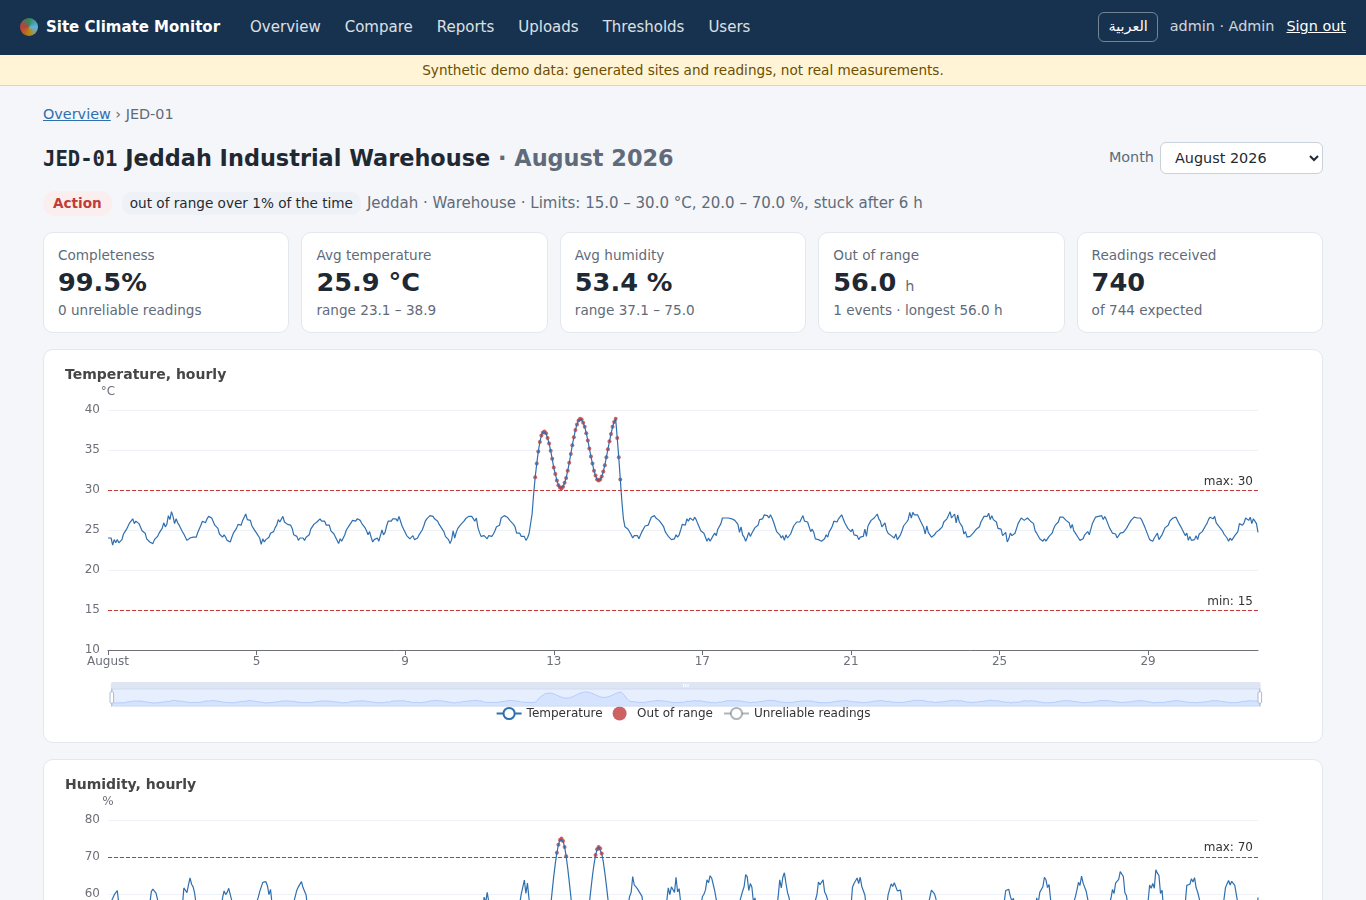 Site Climate Monitor Overview Compare Reports Uploads Thresholds Users العربية admin · Admin Sign out
Synthetic demo data: generated sites and readings, not real measurements.
Overview › JED-01
JED-01 Jeddah Industrial Warehouse · August 2026 Month August 2026
Action out of range over 1% of the time Jeddah · Warehouse · Limits: 15.0 – 30.0 °C, 20.0 – 70.0 %, stuck after 6 h
Completeness
99.5%
0 unreliable readings
Avg temperature
25.9 °C
range 23.1 – 38.9
Avg humidity
53.4 %
range 37.1 – 75.0
Out of range
56.0 h
1 events · longest 56.0 h
Readings received
740
of 744 expected
Temperature, hourly
°C
40
35
max: 30
30
25
20
min: 15
15
10
August 5 9 13 17 21 25 29
Temperature Out of range Unreliable readings
Humidity, hourly
%
80
max: 70
70
60